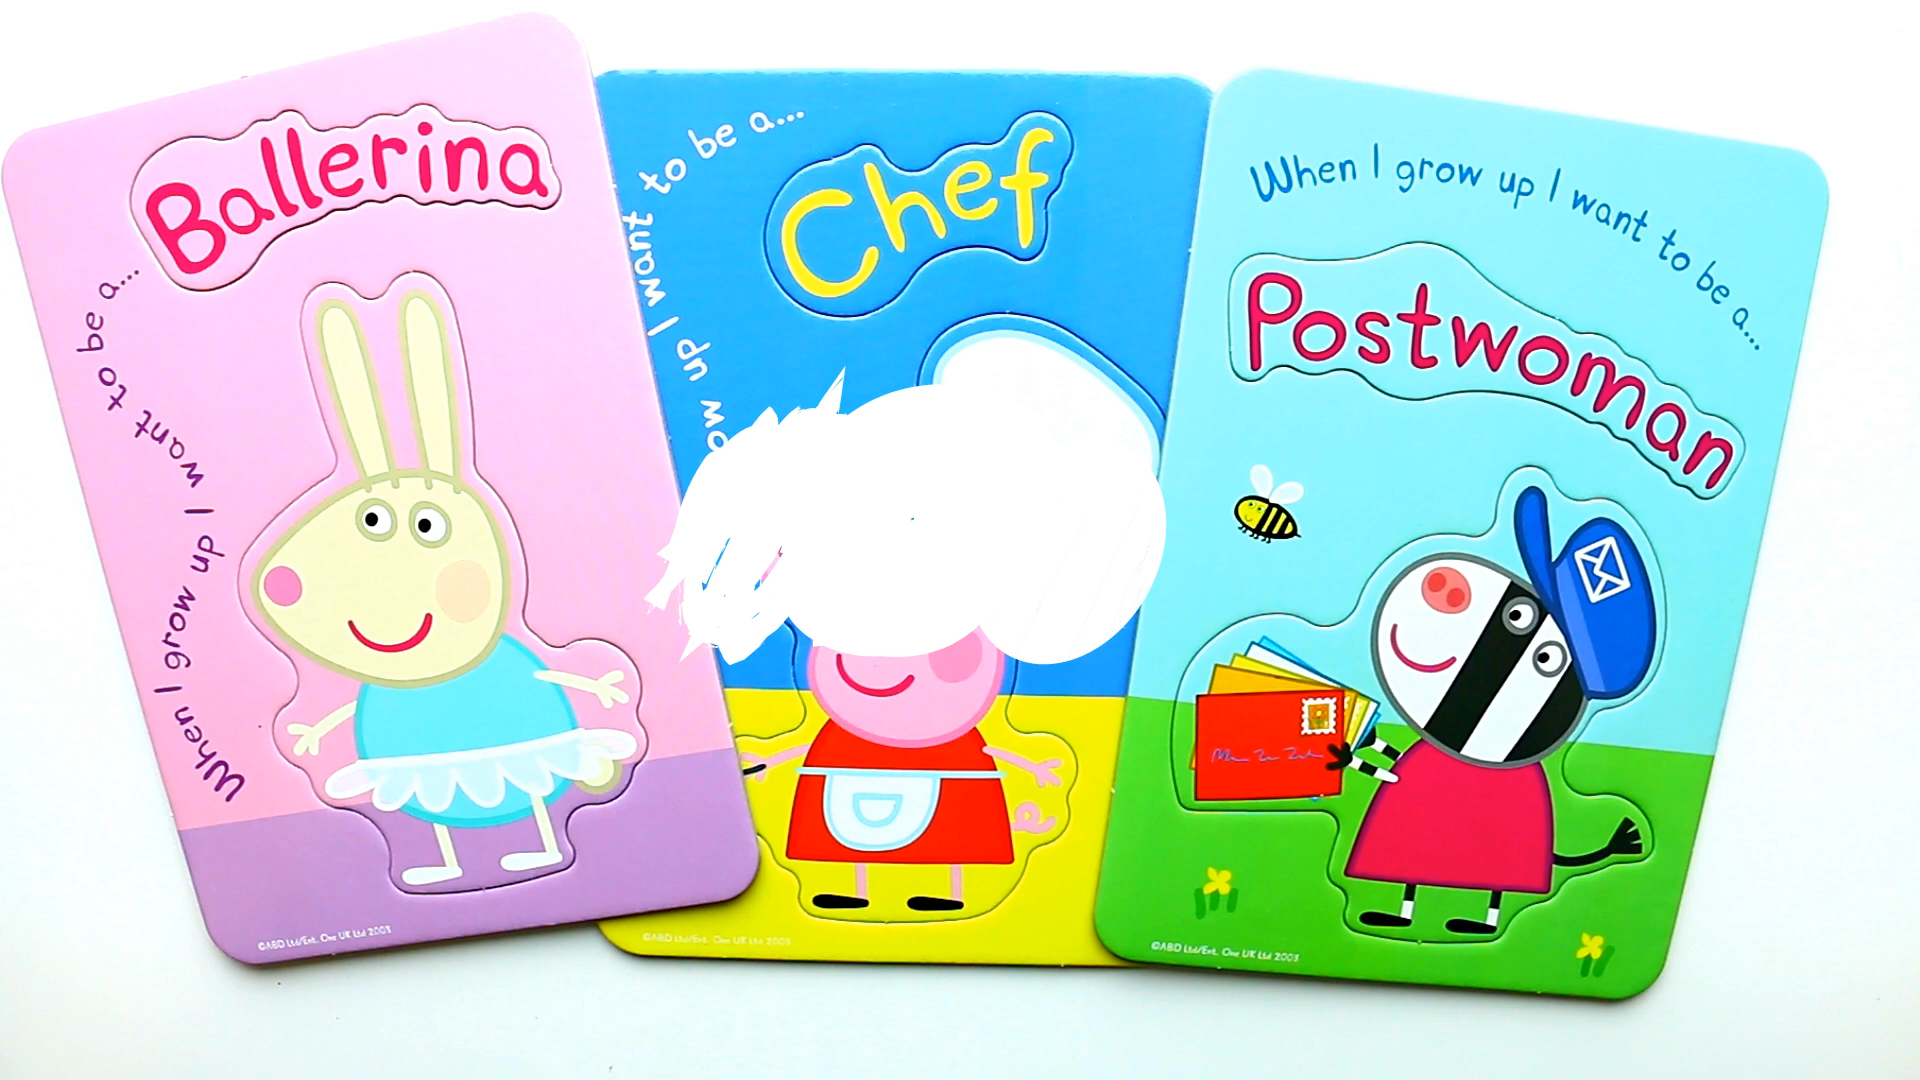 When I grow up I want to be a...
Ballerina
©ABD Ltd/Ent. One UK Ltd 2003
ow up I want to be a...
Chef
©ABD Ltd/Ent. One UK Ltd 2003
When I grow up I want to be a...
Postwoman
©ABD Ltd/Ent. One UK Ltd 2003